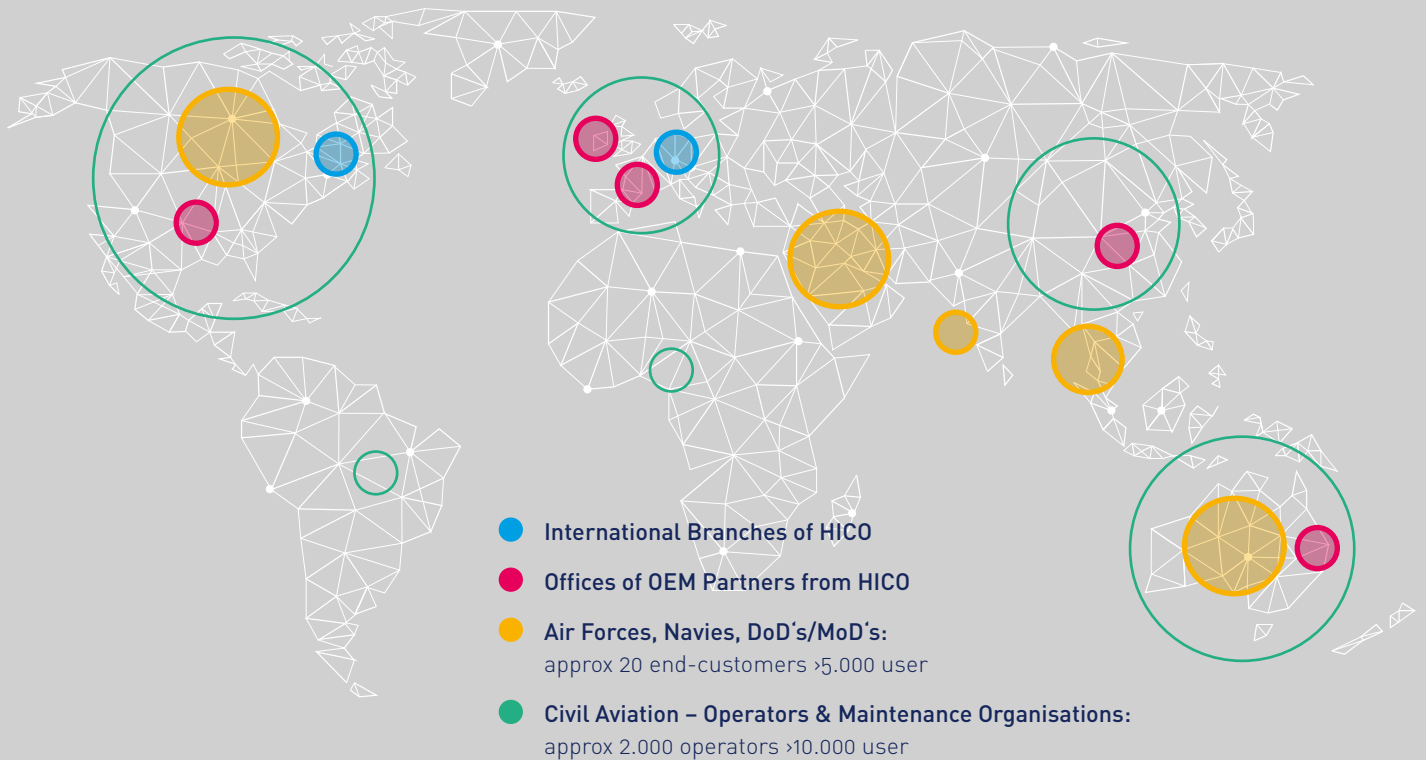 International Branches of HICO
Offices of OEM Partners from HICO
Air Forces, Navies, DoD‘s/MoD‘s:
approx 20 end-customers ›5.000 user
Civil Aviation – Operators & Maintenance Organisations:
approx 2.000 operators ›10.000 user